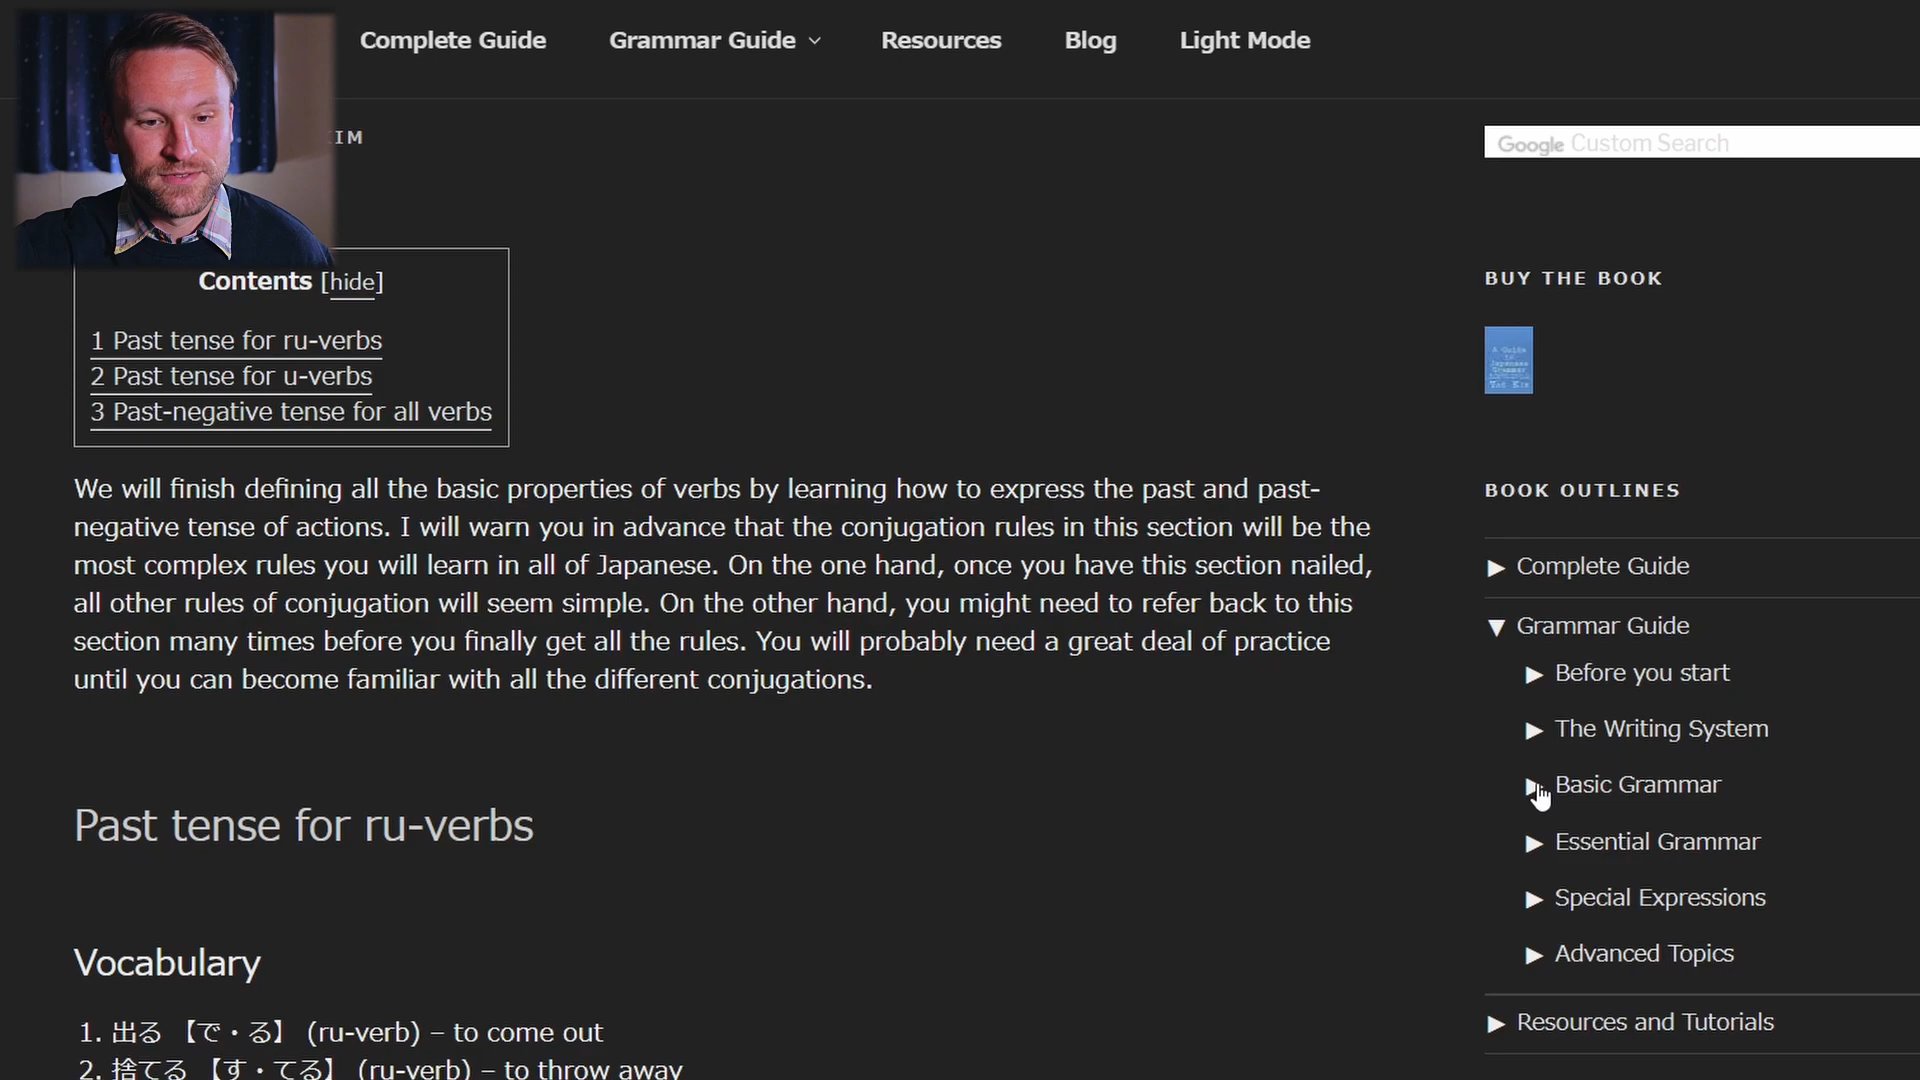 Complete Guide
Grammar Guide
Resources
Blog
Light Mode
KIM
Google Custom Search
Contents [hide]
1 Past tense for ru-verbs
2 Past tense for u-verbs
3 Past-negative tense for all verbs
We will finish defining all the basic properties of verbs by learning how to express the past and past-
negative tense of actions. I will warn you in advance that the conjugation rules in this section will be the
most complex rules you will learn in all of Japanese. On the one hand, once you have this section nailed,
all other rules of conjugation will seem simple. On the other hand, you might need to refer back to this
section many times before you finally get all the rules. You will probably need a great deal of practice
until you can become familiar with all the different conjugations.
Past tense for ru-verbs
Vocabulary
1. 出る 【で・る】 (ru-verb) – to come out
2. 捨てる 【す・てる】 (ru-verb) – to throw away
BUY THE BOOK
A Guide
to
Japanese
Grammar
Tae Kim
BOOK OUTLINES
▶ Complete Guide
▼ Grammar Guide
▶ Before you start
▶ The Writing System
▶ Basic Grammar
▶ Essential Grammar
▶ Special Expressions
▶ Advanced Topics
▶ Resources and Tutorials